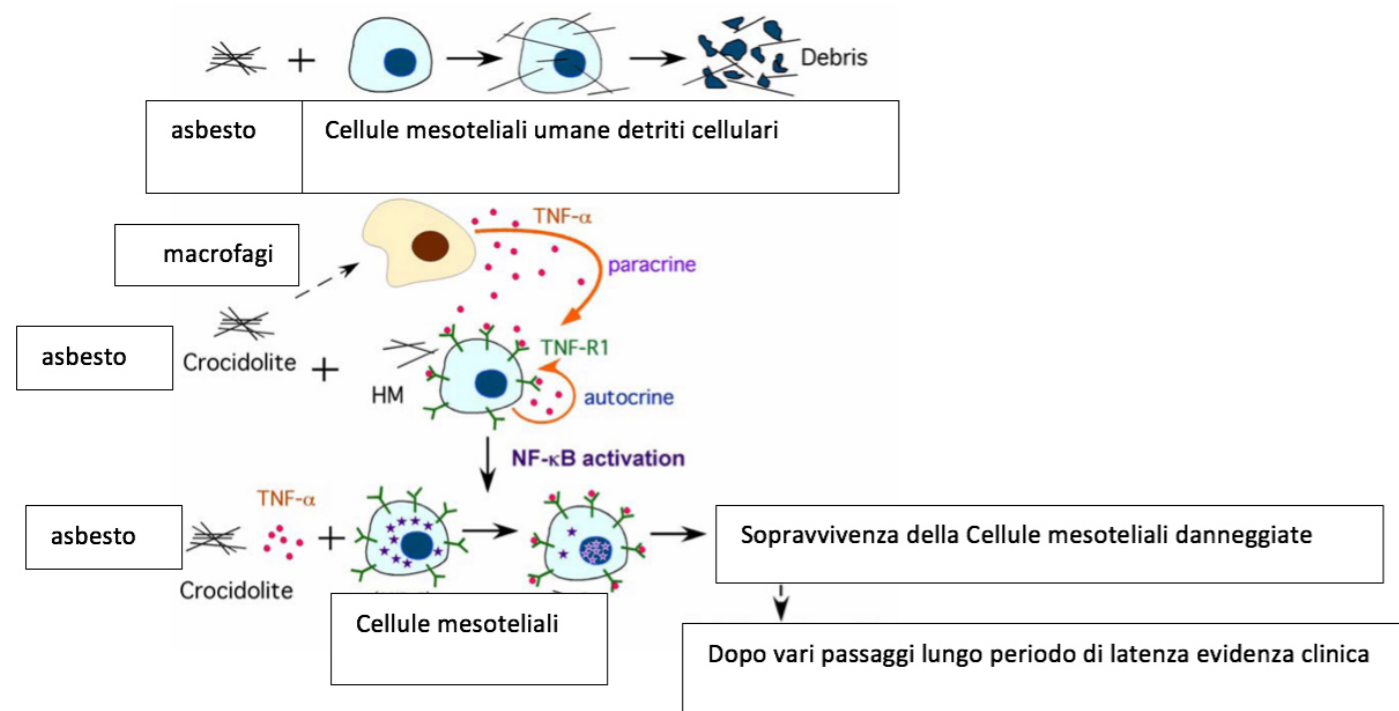 Debris
asbesto
Cellule mesoteliali umane detriti cellulari
TNF-α
macrofagi
paracrine
asbesto
Crocidolite
+
TNF-R1
HM
autocrine
NF-κB activation
TNF-α
asbesto
Crocidolite
Sopravvivenza della Cellule mesoteliali danneggiate
Cellule mesoteliali
Dopo vari passaggi lungo periodo di latenza evidenza clinica